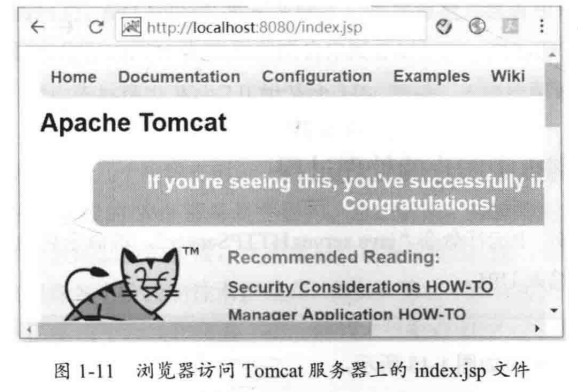 http://localhost:8080/index.jsp
Home Documentation Configuration Examples Wiki
Apache Tomcat
If you're seeing this, you've successfully in
Congratulations!
TM
Recommended Reading:
Security Considerations HOW-TO
Manager Application HOW-TO
图 1-11 浏览器访问 Tomcat 服务器上的 index.jsp 文件